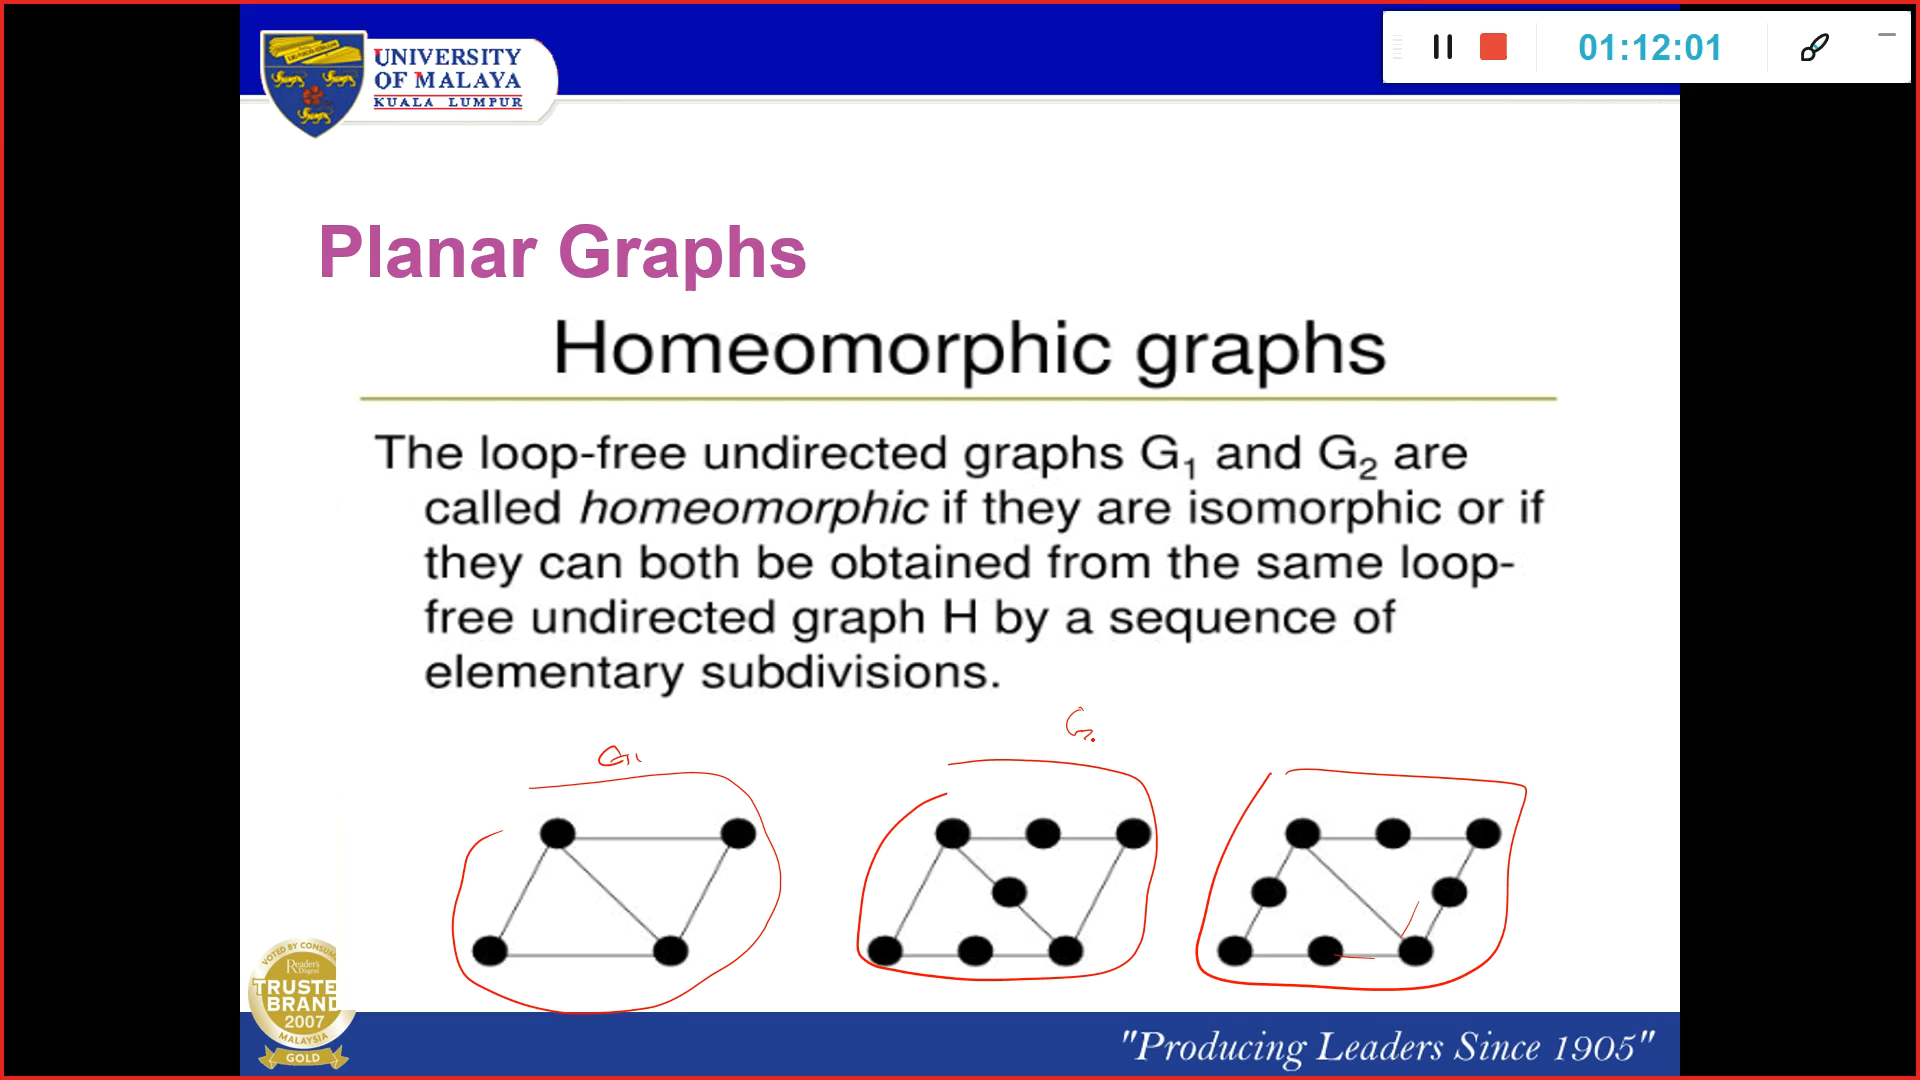 UNIVERSITY
OF MALAYA
KUALA LUMPUR
01:12:01
Planar Graphs
Homeomorphic graphs
The loop-free undirected graphs G₁ and G₂ are
called homeomorphic if they are isomorphic or if
they can both be obtained from the same loop-
free undirected graph H by a sequence of
elementary subdivisions.
G₁
VOTED BY CONSUM
Reader's
Digest
TRUSTE
BRAND
2007
MALAYSIA
GOLD
"Producing Leaders Since 1905"